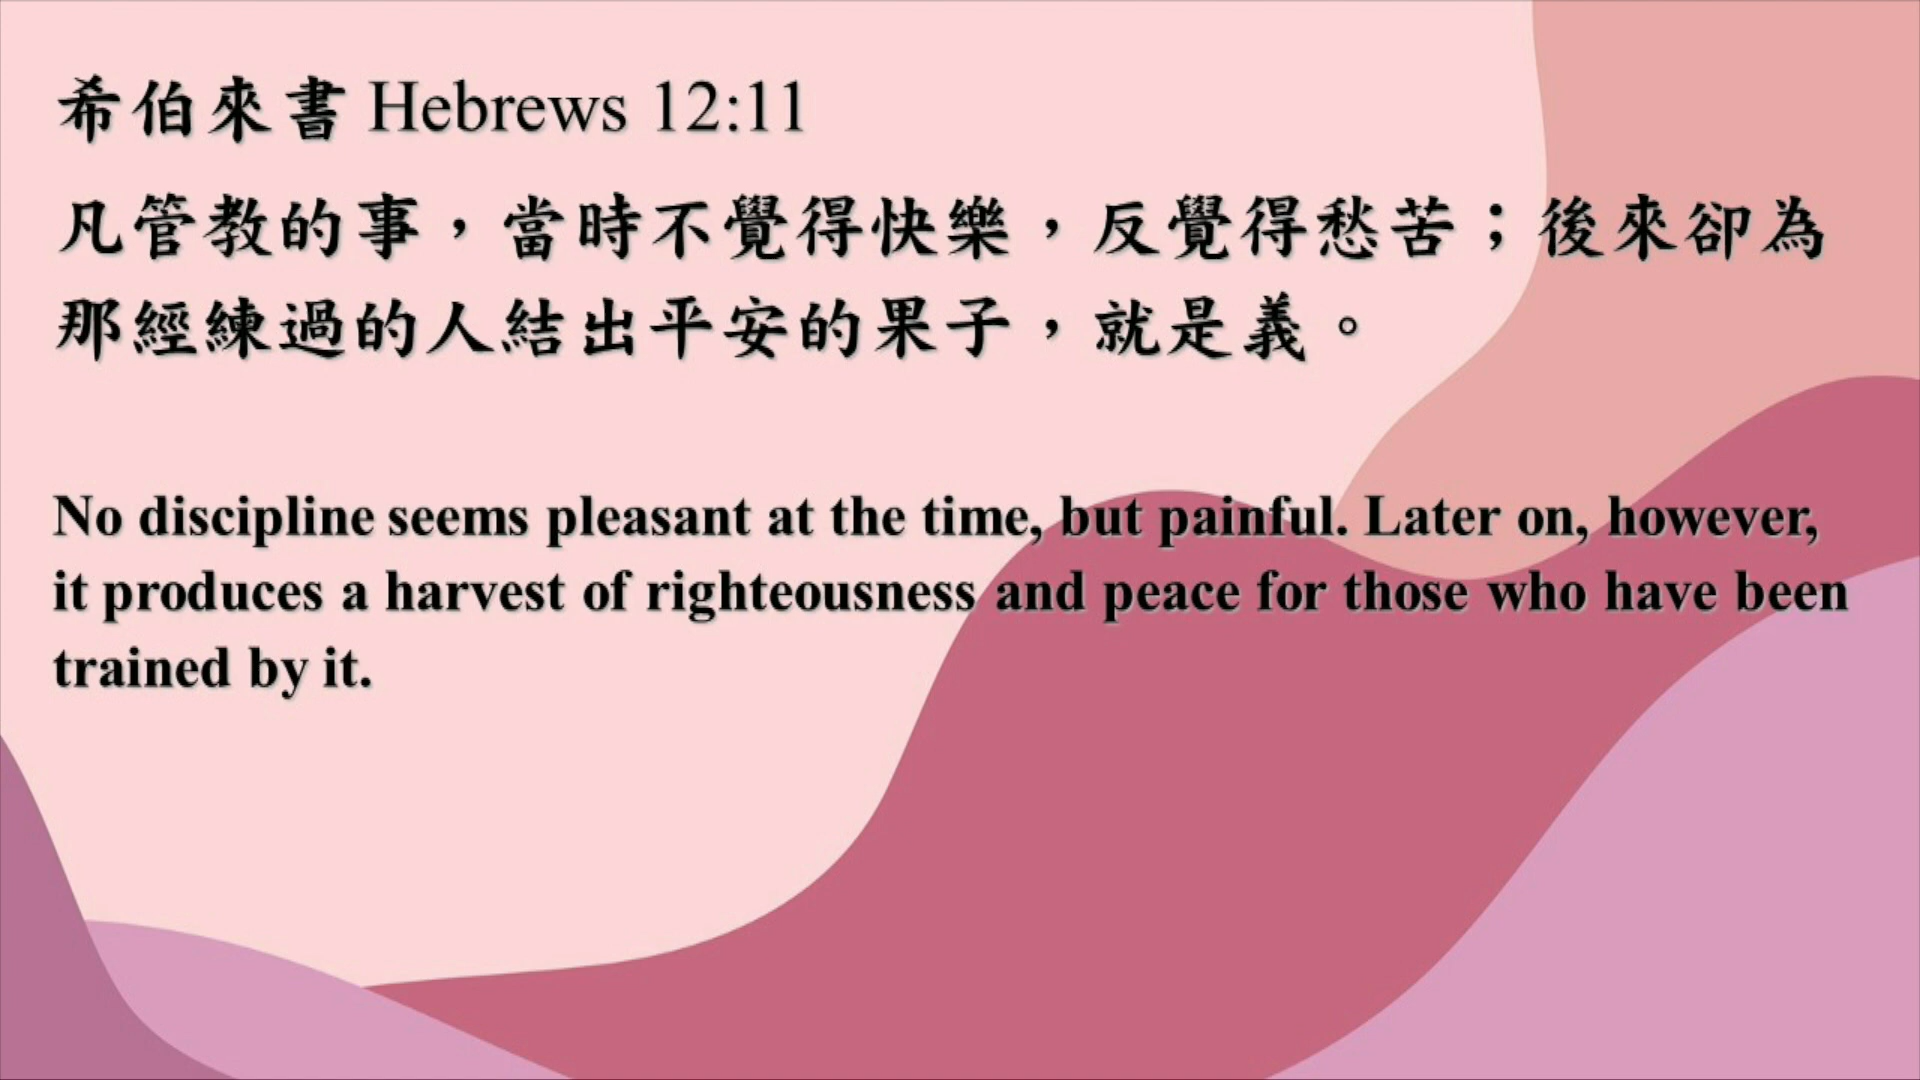 希伯來書 Hebrews 12:11
凡管教的事，當時不覺得快樂，反覺得愁苦；後來卻為
那經練過的人結出平安的果子，就是義。
No discipline seems pleasant at the time, but painful. Later on, however,
it produces a harvest of righteousness and peace for those who have been
trained by it.